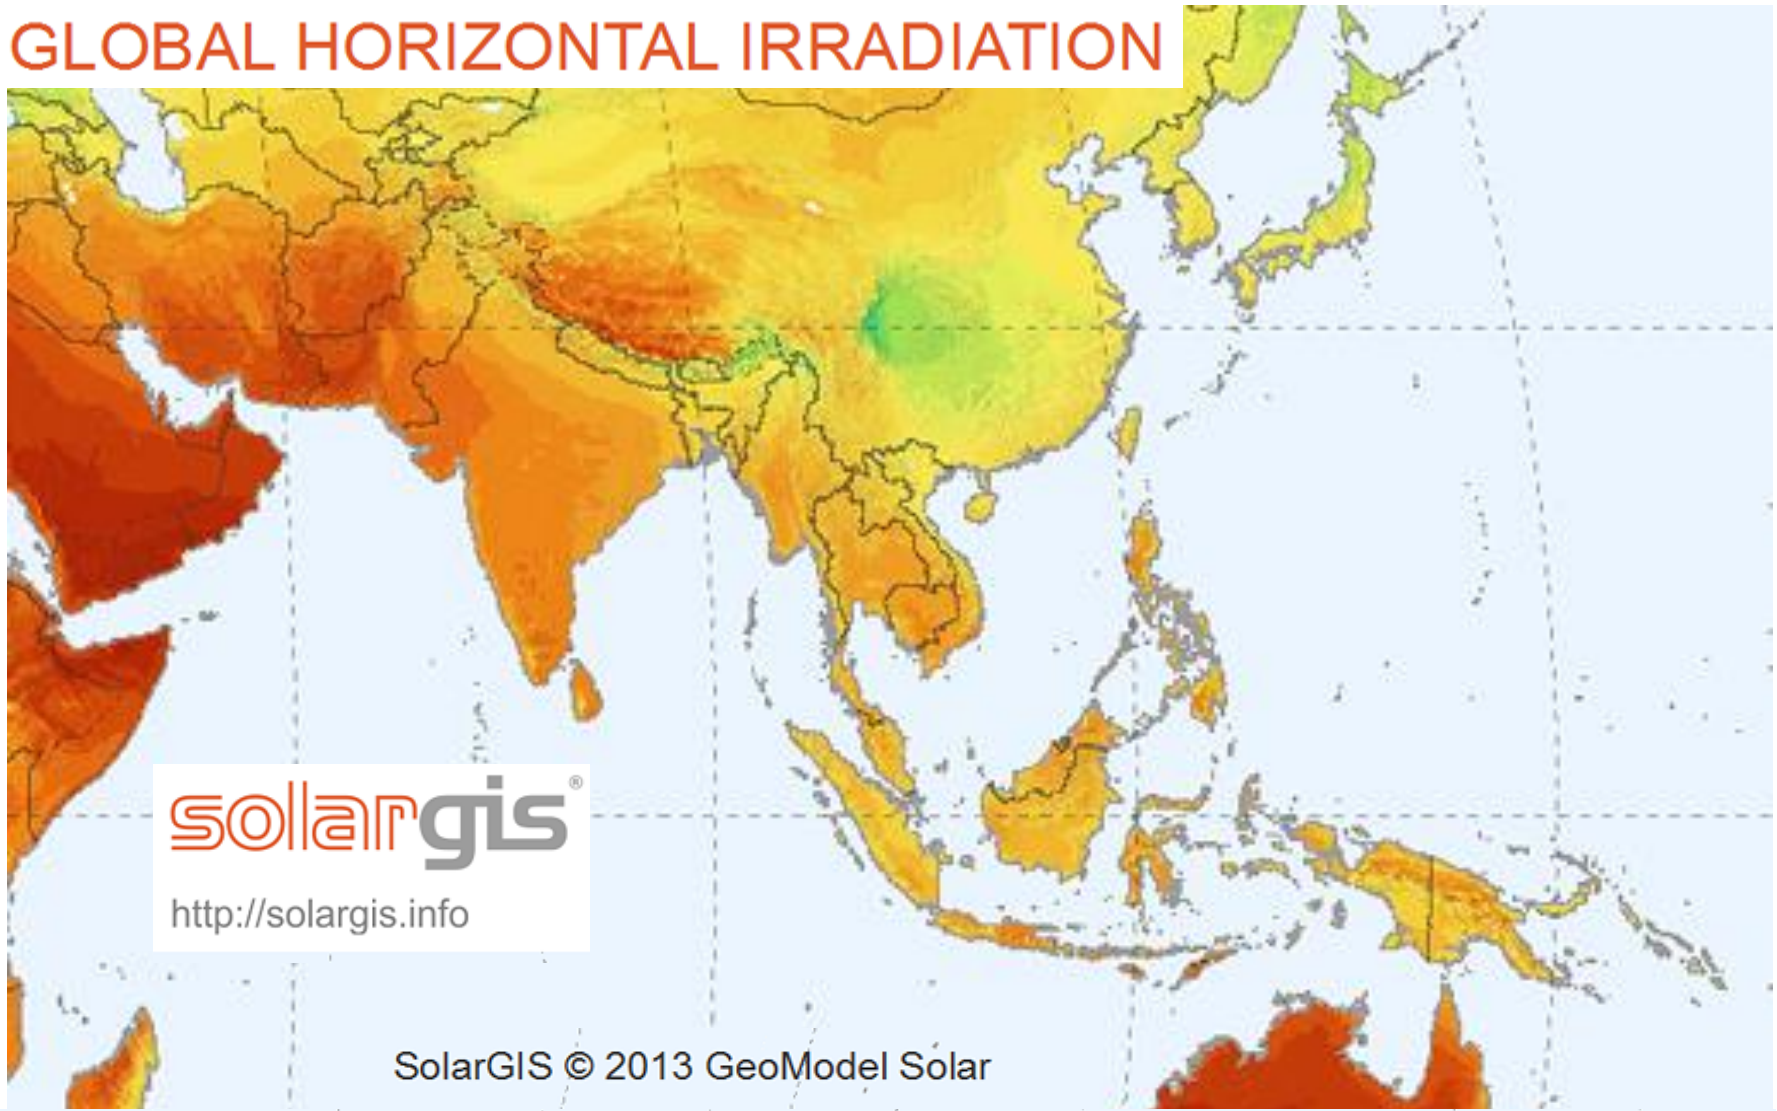 GLOBAL HORIZONTAL IRRADIATION
solargis®
http://solargis.info
SolarGIS © 2013 GeoModel Solar